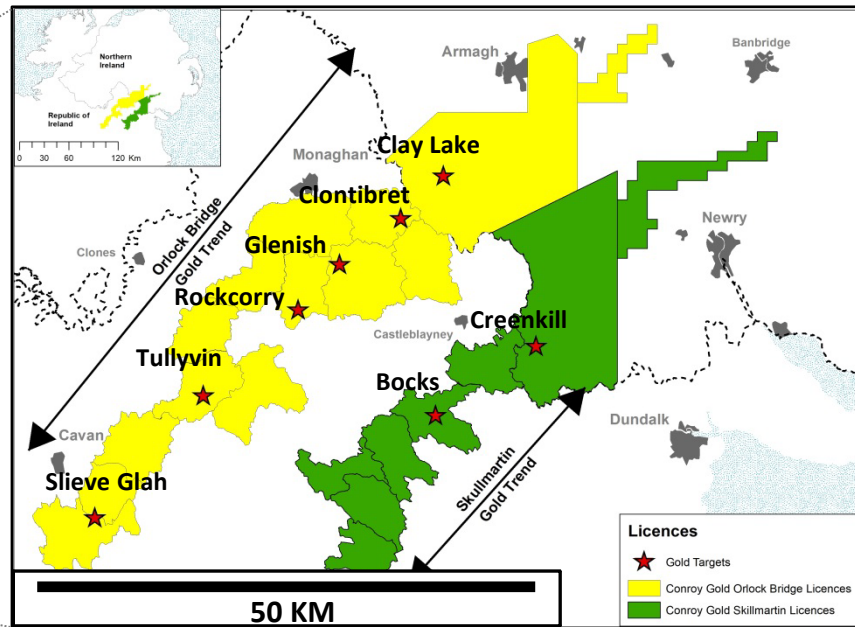 Northern
Ireland
Republic of
Ireland
0 30 60 120 Km
Armagh
Banbridge
Clay Lake
Monaghan
Clontibret
Newry
Orlock Bridge
Gold Trend
Clones
Glenish
Rockcorry
Castleblayney
Creenkill
Tullyvin
Bocks
Cavan
Dundalk
Slieve Glah
Skullmartin
Gold Trend
50 KM
Licences
Gold Targets
Conroy Gold Orlock Bridge Licences
Conroy Gold Skillmartin Licences